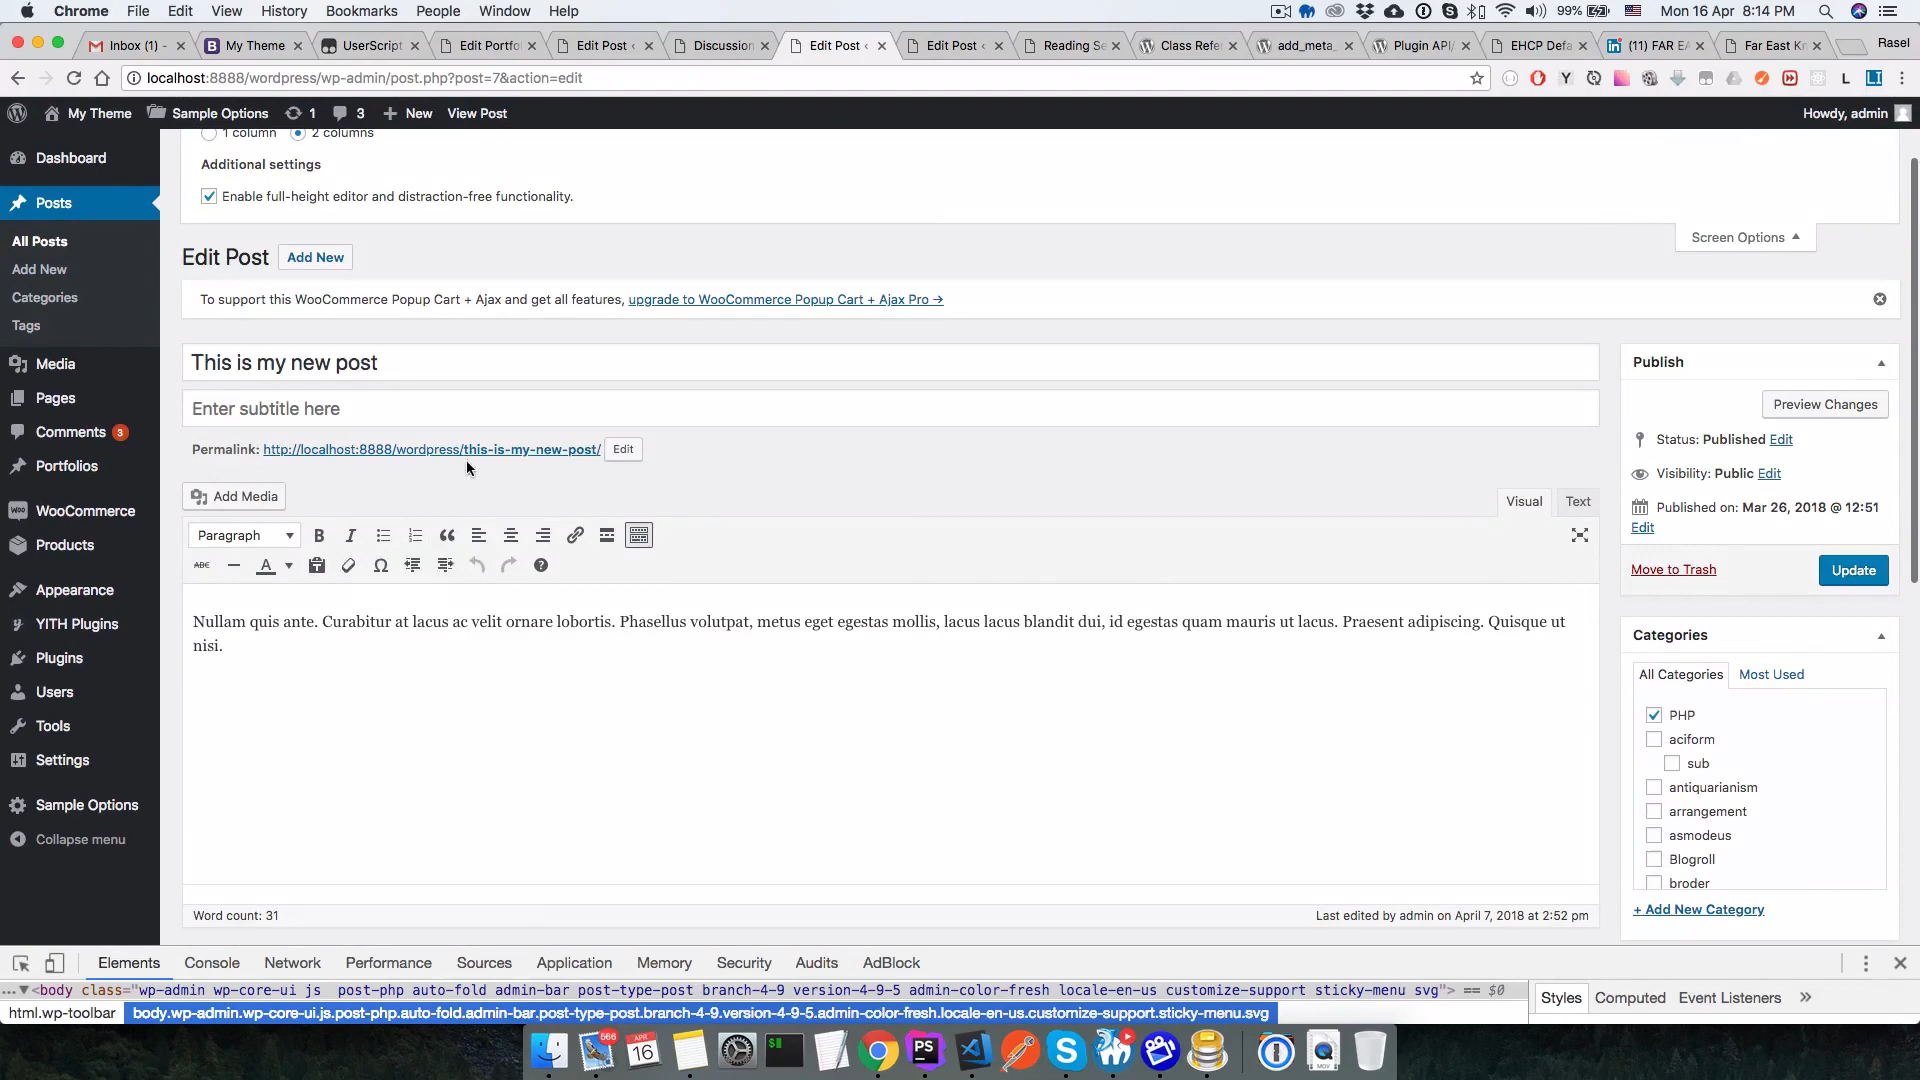 Chrome File Edit View History Bookmarks People Window Help
99% Mon 16 Apr 8:14 PM
Inbox (1) -
My Theme
UserScript
Edit Portfo
Edit Post ‹
Discussion
Edit Post ‹
Edit Post ‹
Reading Se
Class Refe
add_meta_
Plugin API/
EHCP Defa
(11) FAR EA
Far East Kn
Rasel
localhost:8888/wordpress/wp-admin/post.php?post=7&action=edit
My Theme Sample Options 1 3 New View Post
Howdy, admin
Dashboard
Posts
All Posts
Add New
Categories
Tags
Media
Pages
Comments 3
Portfolios
WooCommerce
Products
Appearance
YITH Plugins
Plugins
Users
Tools
Settings
Sample Options
Collapse menu
1 column 2 columns
Additional settings
Enable full-height editor and distraction-free functionality.
Screen Options
Edit Post Add New
To support this WooCommerce Popup Cart + Ajax and get all features, upgrade to WooCommerce Popup Cart + Ajax Pro →
This is my new post
Enter subtitle here
Permalink: http://localhost:8888/wordpress/this-is-my-new-post/ Edit
Add Media
Visual Text
Paragraph
ABC
Nullam quis ante. Curabitur at lacus ac velit ornare lobortis. Phasellus volutpat, metus eget egestas mollis, lacus lacus blandit dui, id egestas quam mauris ut lacus. Praesent adipiscing. Quisque ut
nisi.
Word count: 31
Last edited by admin on April 7, 2018 at 2:52 pm
Publish
Preview Changes
Status: Published Edit
Visibility: Public Edit
Published on: Mar 26, 2018 @ 12:51
Edit
Move to Trash
Update
Categories
All Categories Most Used
PHP
aciform
sub
antiquarianism
arrangement
asmodeus
Blogroll
broder
+ Add New Category
Elements Console Network Performance Sources Application Memory Security Audits AdBlock
...▼<body class="wp-admin wp-core-ui js  post-php auto-fold admin-bar post-type-post branch-4-9 version-4-9-5 admin-color-fresh locale-en-us customize-support sticky-menu svg"> == $0
Styles Computed Event Listeners »
html.wp-toolbar body.wp-admin.wp-core-ui.js.post-php.auto-fold.admin-bar.post-type-post.branch-4-9.version-4-9-5.admin-color-fresh.locale-en-us.customize-support.sticky-menu.svg
566
APR
16
PS